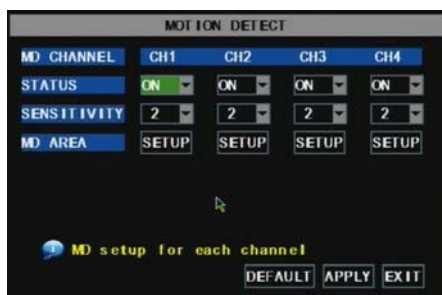 MOTION DETECT
MD CHANNEL CH1 CH2 CH3 CH4
STATUS ON ON ON ON
SENSITIVITY 2 2 2 2
MD AREA SETUP SETUP SETUP SETUP
MD setup for each channel
DEFAULT APPLY EXIT